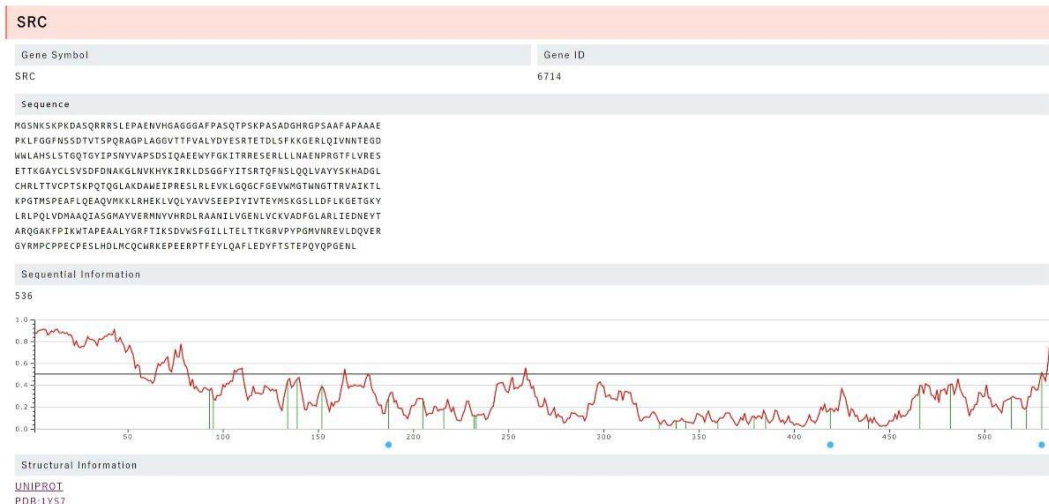 SRC
Gene Symbol Gene ID
SRC 6714
Sequence
MGSNKSKPKDASQRRRSLEPAENVHGAGGGAFPASQTPSKPASADGHRGPSAAFAPAAAE
PKLFGGFNSSDTVTSPQRAGPLAGGVTTFVALYDYESRTETDLSFKKGERLQIVNNTEGD
WWLAHSLSTGQTGYIPSNYVAPSDSIQAEEWYFGKITRRESERLLLNAENPRGTFLVRES
ETTKGAYCLSVSDFDNAKGLNVKHYKIRKLDSGGFYITSRTQFNSLQQLVAYYSKHADGL
CHRLTTVCPTSKPQTQGLAKDAWEIPRESLRLEVKLGQGCFGEVWMGTWNGTTRVAIKTL
KPGTMSPEAFLQEAQVMKKLRHEKLVQLYAVVSEEPIYIVTEYMSKGSLLDFLKGETGKY
LRLPQLVDMAAQIASGMAYVERMNYVHRDLRAANILVGENLVCKVADFGLARLIEDNEYT
ARQGAKFPIKWTAPEAALYGRFTIKSDVWSFGILLTELTTKGRVPYPGMVNREVLDQVER
GYRMPCPPECPESLHDLMCQCWRKEPEERPTFEYLQAFLEDYFTSTEPQYQPGENL
Sequential Information
536
1.0
0.8
0.6
0.4
0.2
0.0
50 100 150 200 250 300 350 400 450 500
Structural Information
UNIPROT
PDB:1Y57